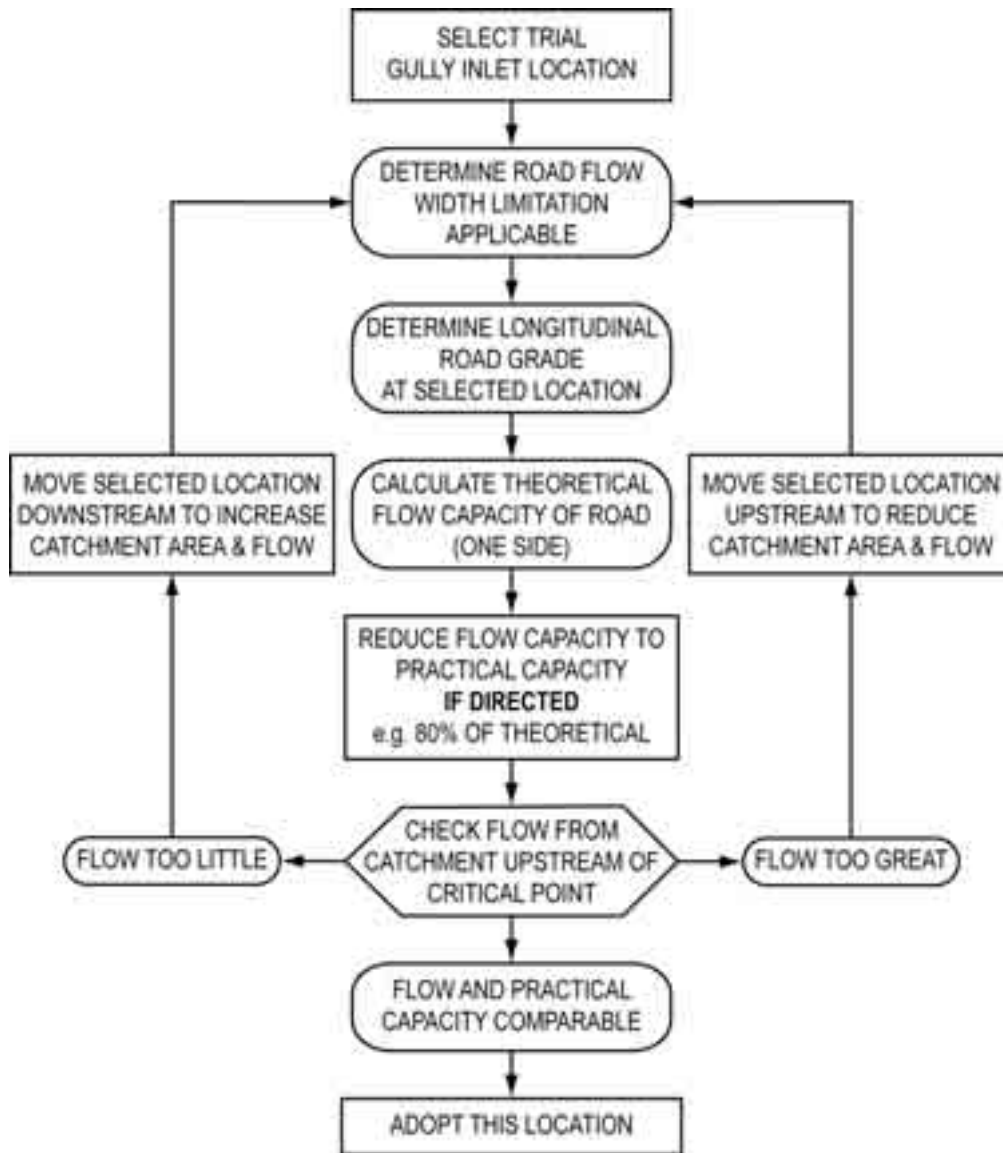 SELECT TRIAL
GULLY INLET LOCATION
DETERMINE ROAD FLOW
WIDTH LIMITATION
APPLICABLE
DETERMINE LONGITUDINAL
ROAD GRADE
AT SELECTED LOCATION
MOVE SELECTED LOCATION
DOWNSTREAM TO INCREASE
CATCHMENT AREA & FLOW
CALCULATE THEORETICAL
FLOW CAPACITY OF ROAD
(ONE SIDE)
MOVE SELECTED LOCATION
UPSTREAM TO REDUCE
CATCHMENT AREA & FLOW
REDUCE FLOW CAPACITY TO
PRACTICAL CAPACITY
IF DIRECTED
e.g. 80% OF THEORETICAL
FLOW TOO LITTLE
CHECK FLOW FROM
CATCHMENT UPSTREAM OF
CRITICAL POINT
FLOW TOO GREAT
FLOW AND PRACTICAL
CAPACITY COMPARABLE
ADOPT THIS LOCATION